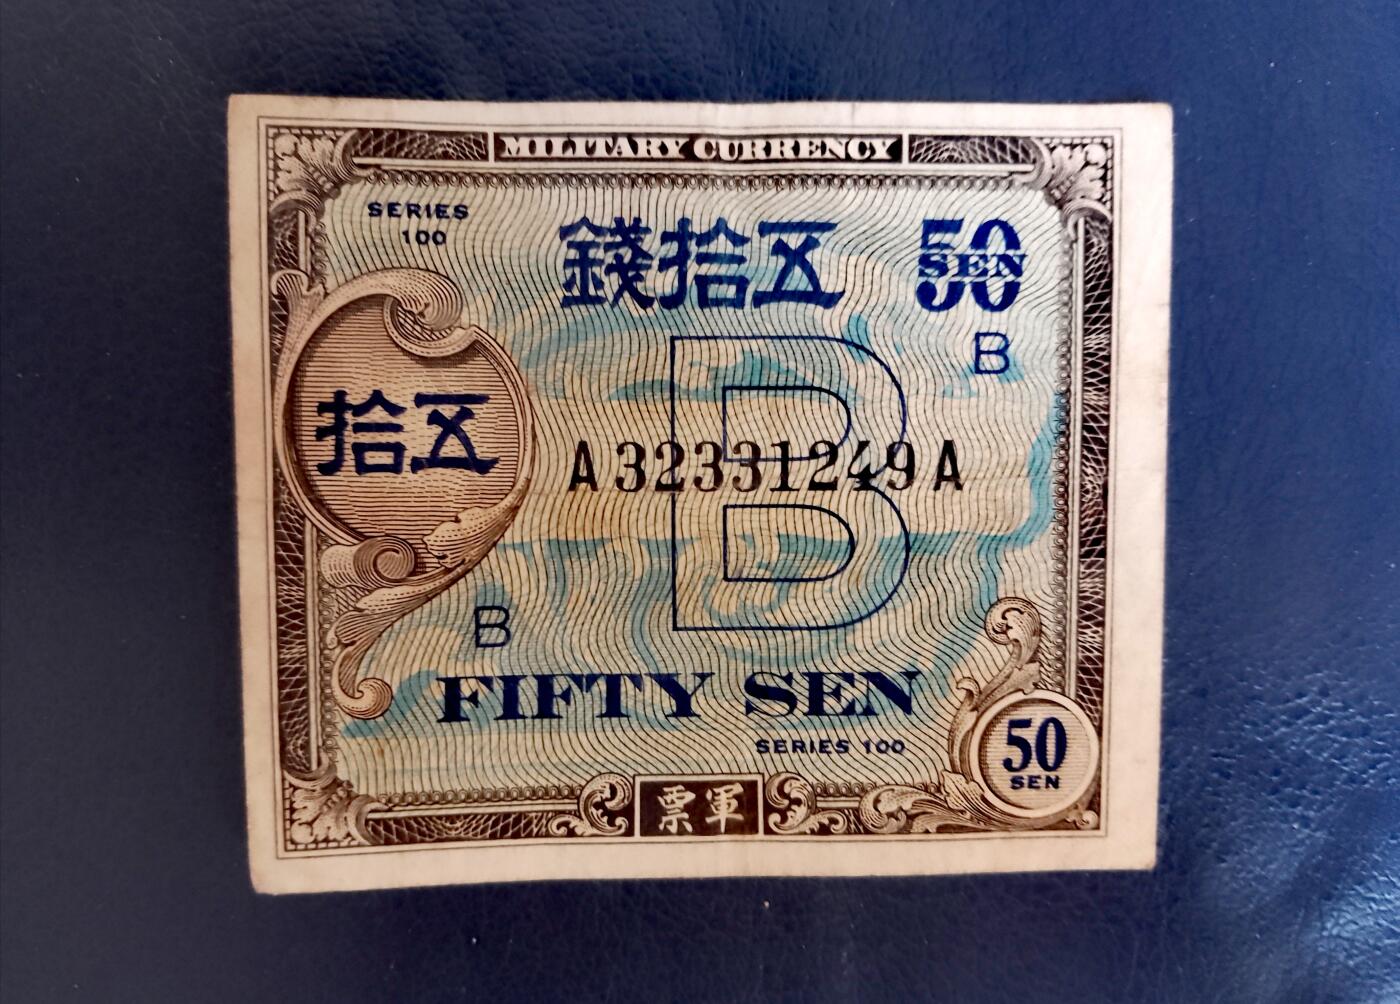 MILITARY CURRENCY
SERIES
100
錢拾五
50
SEN
B
拾五
B
A32331249A
B
FIFTY SEN
SERIES 100
50
SEN
票軍